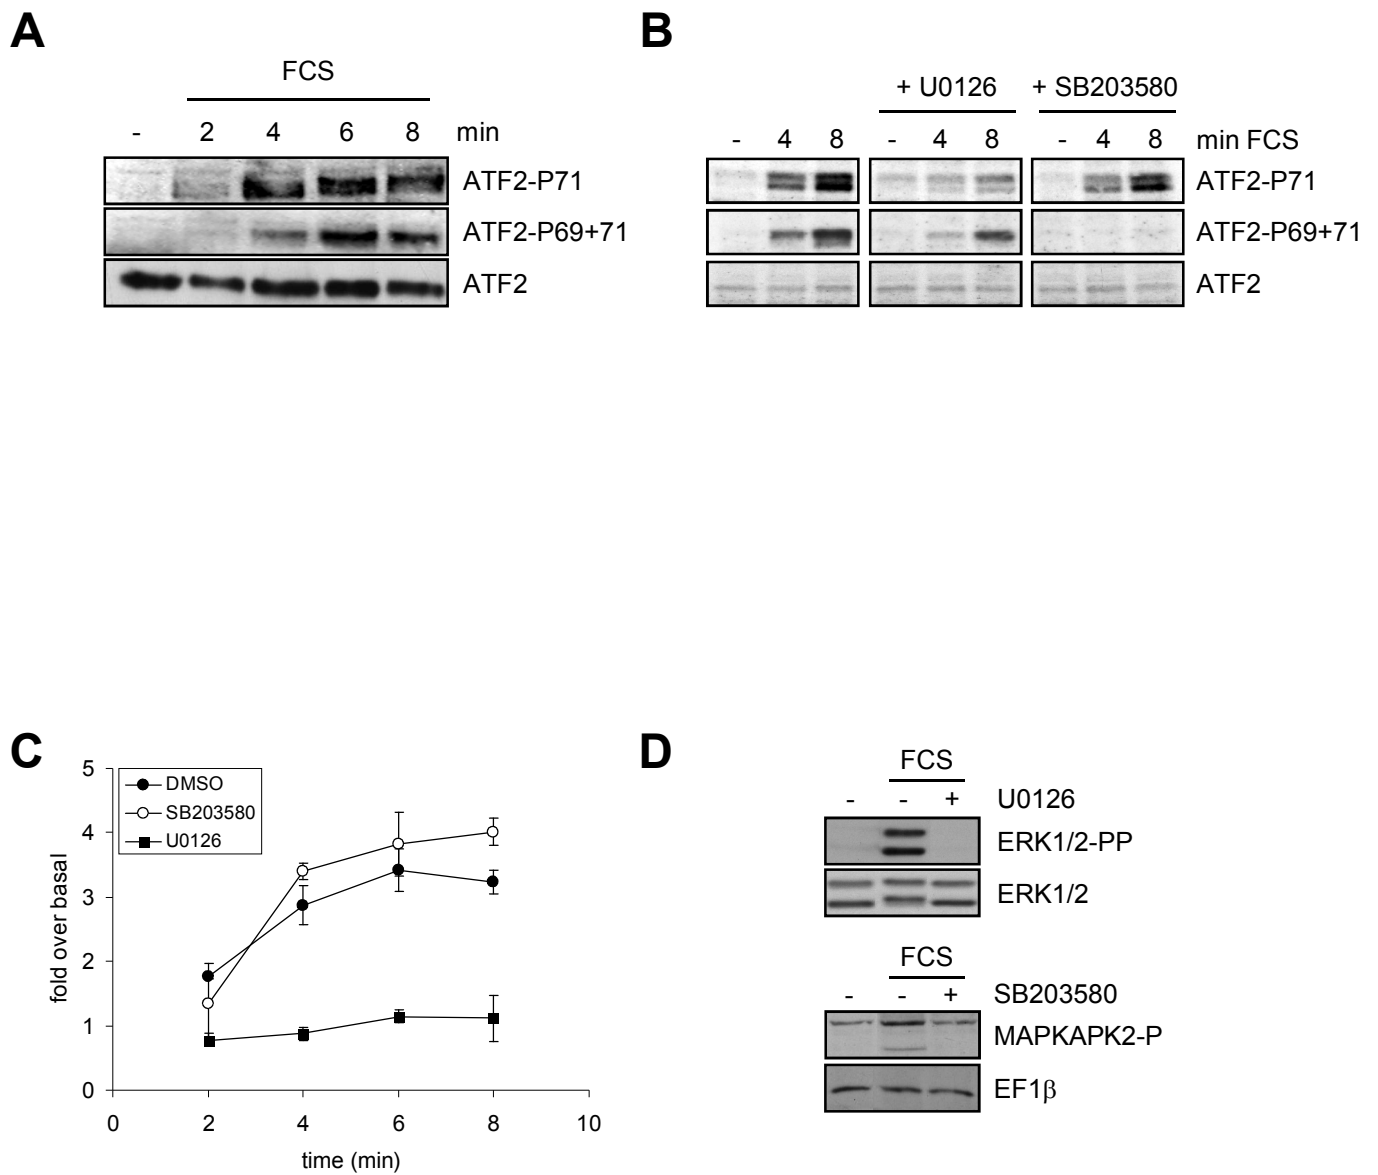 A
FCS
- 2 4 6 8 min
ATF2-P71
ATF2-P69+71
ATF2
B
+ U0126 + SB203580
- 4 8 - 4 8 - 4 8 min FCS
ATF2-P71
ATF2-P69+71
ATF2
C
5
4
3
2
1
0
fold over basal
DMSO
SB203580
U0126
0 2 4 6 8 10
time (min)
D
FCS
- - + U0126
ERK1/2-PP
ERK1/2
FCS
- - + SB203580
MAPKAPK2-P
EF1β